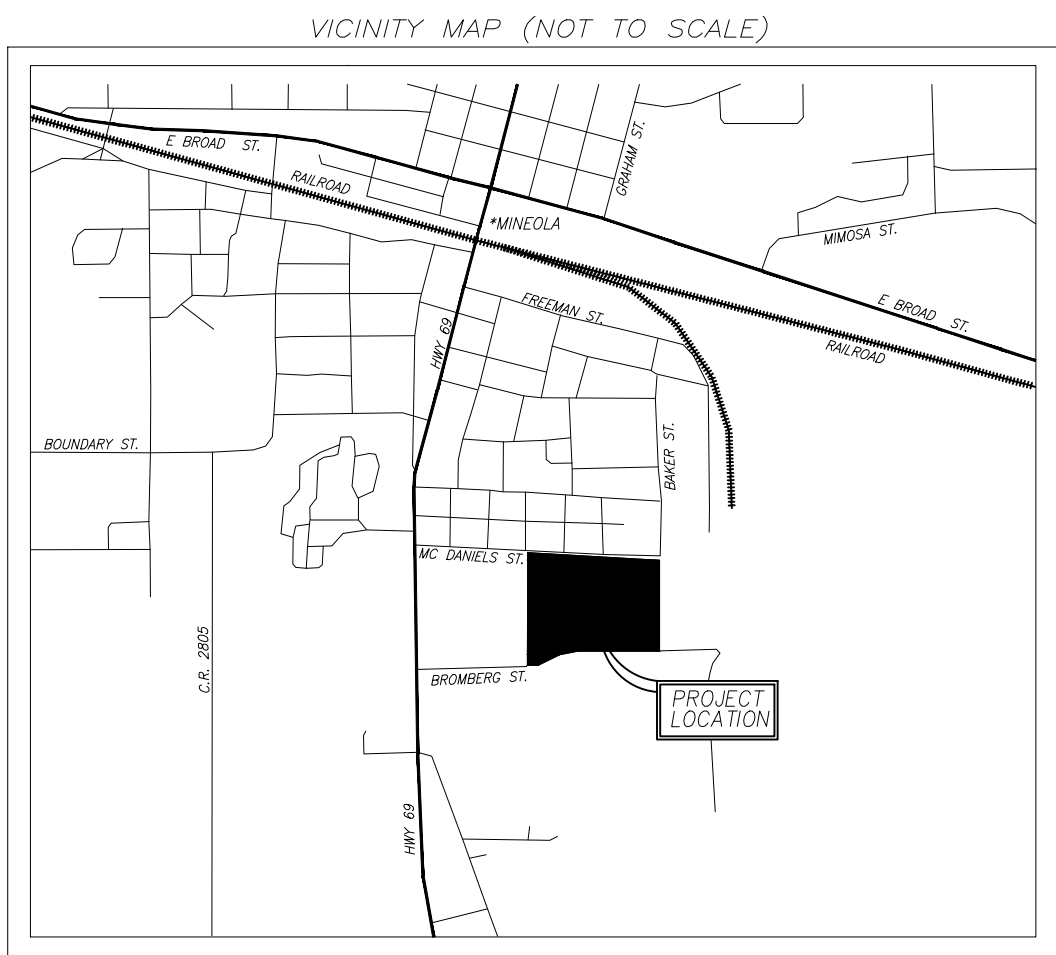 VICINITY MAP (NOT TO SCALE)
E BROAD ST.
RAILROAD
GRAHAM ST.
*MINEOLA
MIMOSA ST.
E BROAD ST.
RAILROAD
FREEMAN ST.
HWY 69
BOUNDARY ST.
BAKER ST.
MC DANIELS ST.
C.R. 2805
BROMBERG ST.
PROJECT
LOCATION
HWY 69